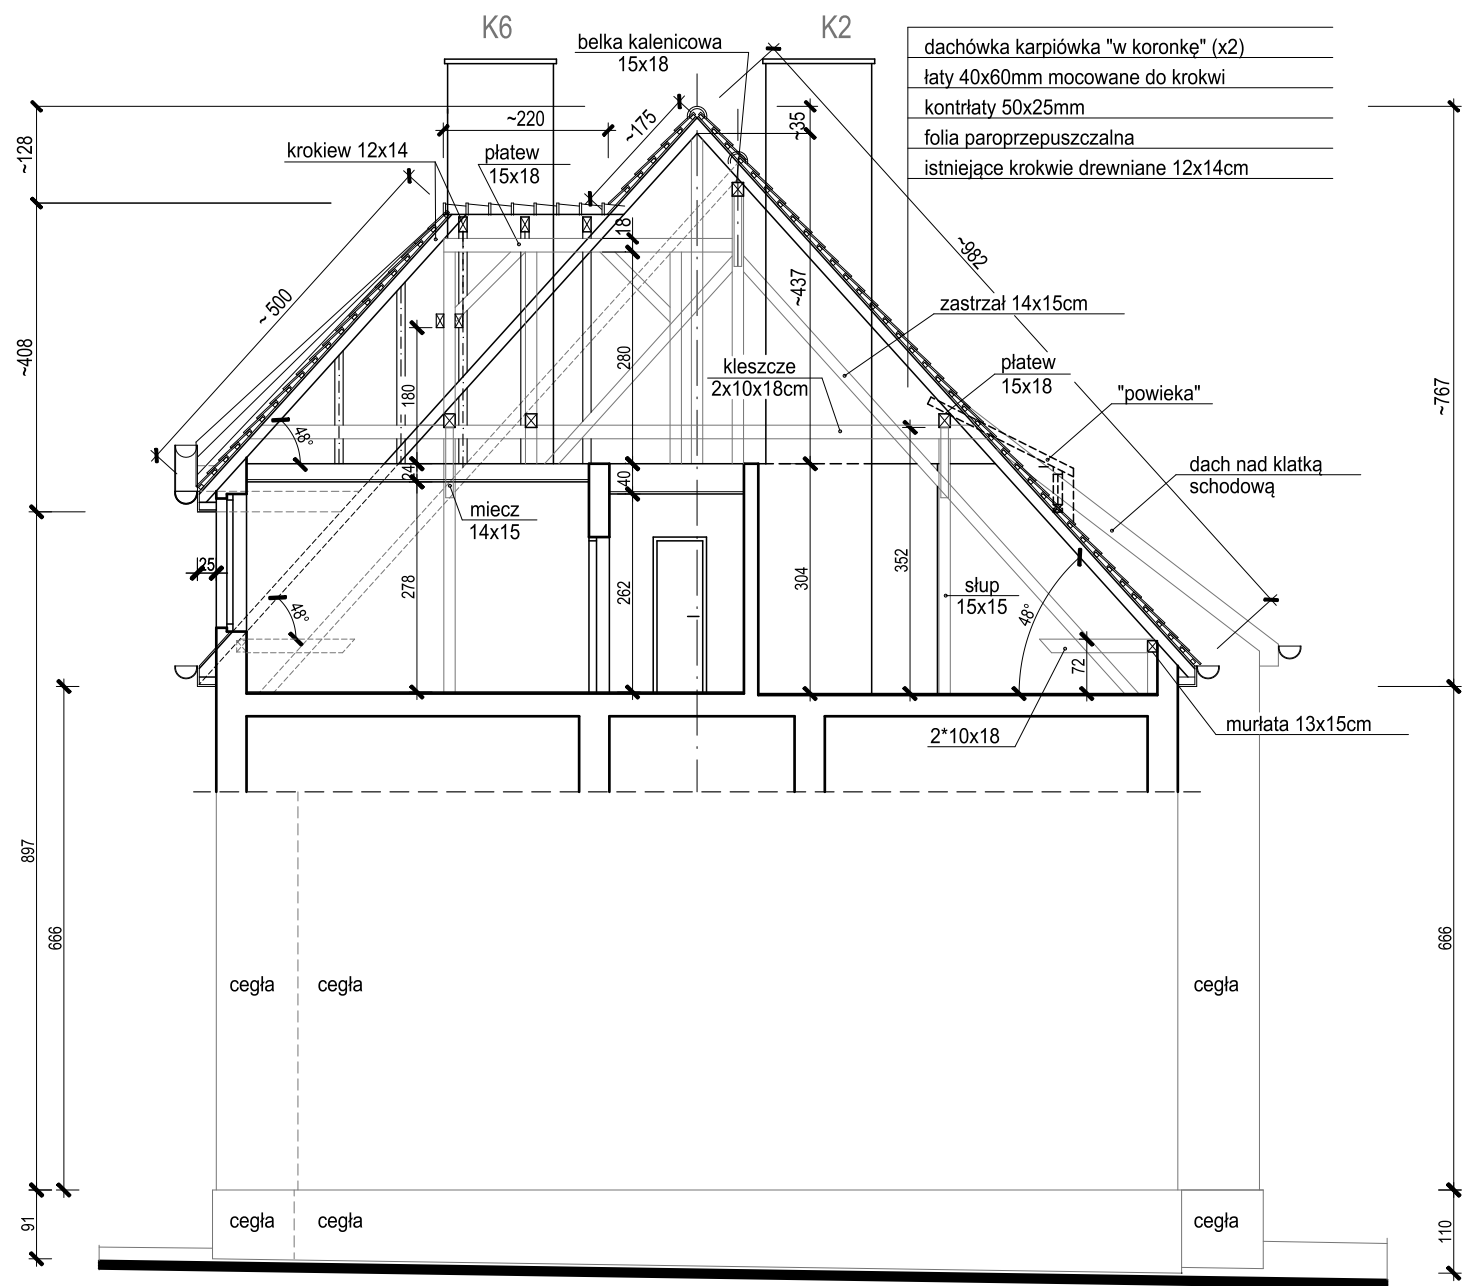 K6
K2
belka kalenicowa
15x18
dachówka karpiówka "w koronkę" (x2)
łaty 40x60mm mocowane do krokwi
kontrłaty 50x25mm
folia paroprzepuszczalna
istniejące krokwie drewniane 12x14cm
~128
~220
~175
~35
krokiew 12x14
płatew
15x18
18
~982
~500
~437
zastrzał 14x15cm
~408
280
kleszcze
2x10x18cm
płatew
15x18
180
"powieka"
~767
48°
24
40
dach nad klatką
schodową
miecz
14x15
25
278
262
304
352
słup
15x15
48°
48°
72
2*10x18
murłata 13x15cm
897
666
666
cegła
cegła
cegła
91
cegła
cegła
cegła
110